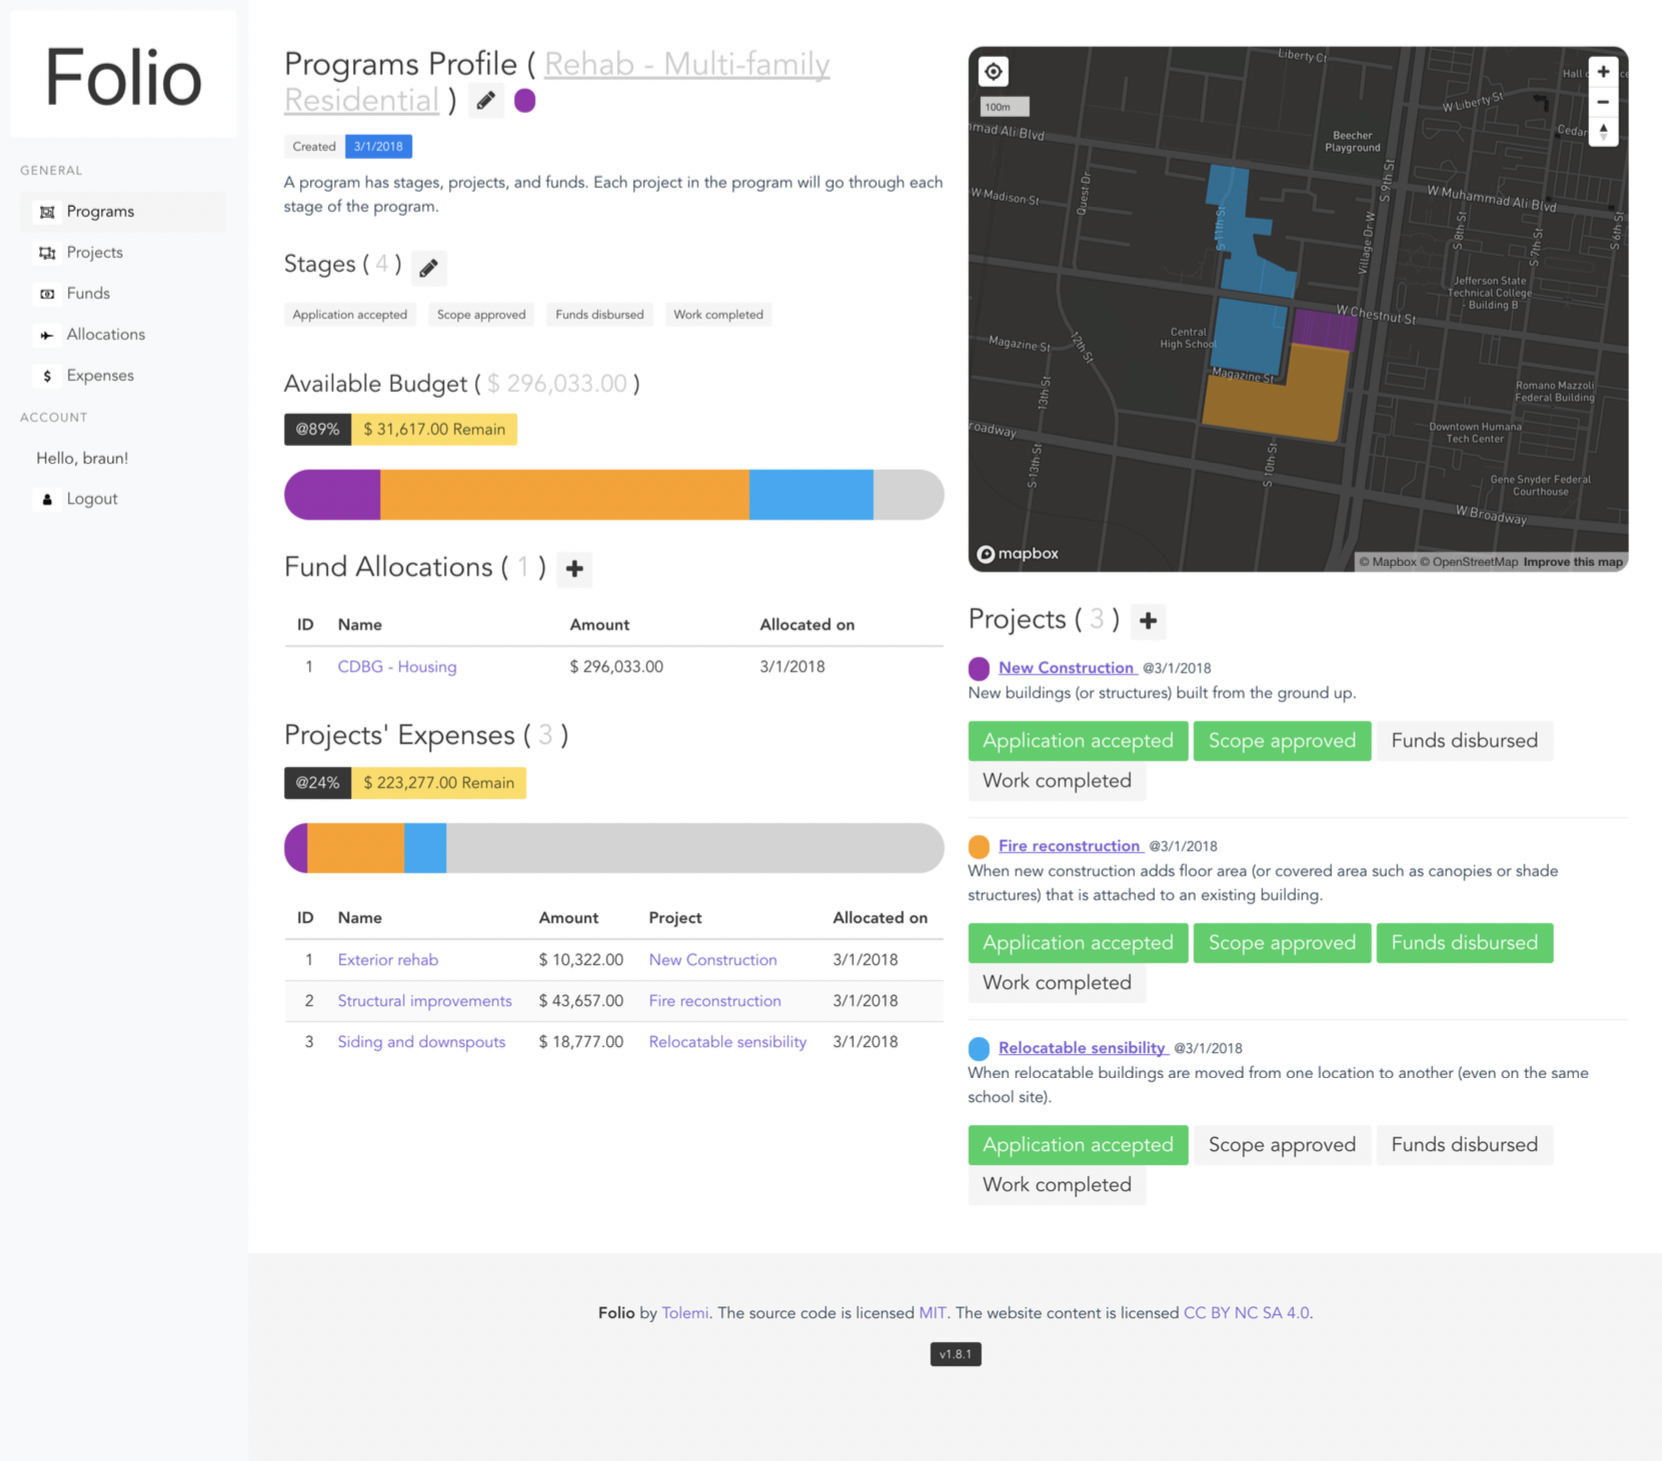 Folio
GENERAL
Programs
Projects
Funds
Allocations
$ Expenses
ACCOUNT
Hello, braun!
Logout
Programs Profile ( Rehab - Multi-family
Residential )
Created 3/1/2018
A program has stages, projects, and funds. Each project in the program will go through each
stage of the program.
Stages ( 4 )
Application accepted Scope approved Funds disbursed Work completed
Available Budget ( $ 296,033.00 )
@89% $ 31,617.00 Remain
Fund Allocations ( 1 ) +
ID Name Amount Allocated on
1 CDBG - Housing $ 296,033.00 3/1/2018
Projects' Expenses ( 3 )
@24% $ 223,277.00 Remain
ID Name Amount Project Allocated on
1 Exterior rehab $ 10,322.00 New Construction 3/1/2018
2 Structural improvements $ 43,657.00 Fire reconstruction 3/1/2018
3 Siding and downspouts $ 18,777.00 Relocatable sensibility 3/1/2018
100m
Liberty Ct
Hall o
ce
W Liberty St
Cedar
mmad Ali Blvd
Beecher
Playground
W Madison St
Quest Dr
S 9th St
W Muhammad Ali Blvd
S 11th St
Village Dr W
S 8th St
S 7th St
S 6th St
Jefferson State
Technical College
- Building B
W Chestnut St
Central
High School
Magazine St
12th St
Magazine St
13th St
Romano Mazzoli
Federal Building
roadway
Downtown Humana
Tech Center
S 13th St
S 10th St
Gene Snyder Federal
Courthouse
W Broadway
mapbox
© Mapbox © OpenStreetMap Improve this map
Projects ( 3 ) +
New Construction @3/1/2018
New buildings (or structures) built from the ground up.
Application accepted Scope approved Funds disbursed
Work completed
Fire reconstruction @3/1/2018
When new construction adds floor area (or covered area such as canopies or shade
structures) that is attached to an existing building.
Application accepted Scope approved Funds disbursed
Work completed
Relocatable sensibility @3/1/2018
When relocatable buildings are moved from one location to another (even on the same
school site).
Application accepted Scope approved Funds disbursed
Work completed
Folio by Tolemi. The source code is licensed MIT. The website content is licensed CC BY NC SA 4.0.
v1.8.1